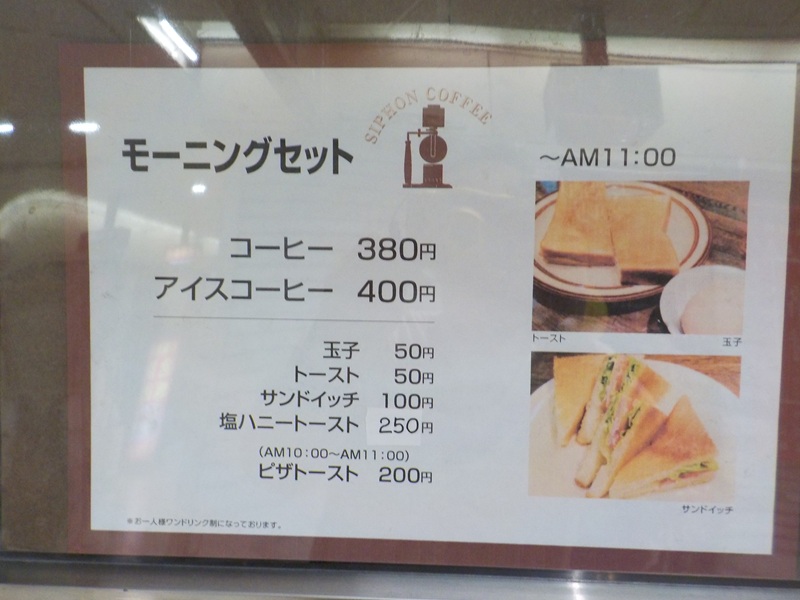 SIPHON COFFEE
モーニングセット
～AM11：00
コーヒー 380円
アイスコーヒー 400円
玉子 50円
トースト 50円
サンドイッチ 100円
塩ハニートースト 250円
（AM10：00～AM11：00）
ピザトースト 200円
※お一人様ワンドリンク制になっております。
トースト
玉子
サンドイッチ